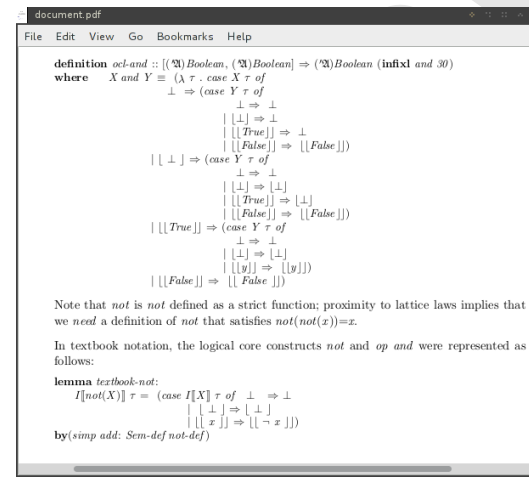 document.pdf
File Edit View Go Bookmarks Help
definition ocl-and :: [('𝔄)Boolean, ('𝔄)Boolean] ⇒ ('𝔄)Boolean (infixl and 30)
where X and Y ≡ (λ τ . case X τ of
⊥ ⇒ (case Y τ of
⊥ ⇒ ⊥
| ⌊⊥⌋ ⇒ ⊥
| ⌊⌊True⌋⌋ ⇒ ⊥
| ⌊⌊False⌋⌋ ⇒ ⌊⌊False⌋⌋)
| ⌊ ⊥ ⌋ ⇒ (case Y τ of
⊥ ⇒ ⊥
| ⌊⊥⌋ ⇒ ⌊⊥⌋
| ⌊⌊True⌋⌋ ⇒ ⌊⊥⌋
| ⌊⌊False⌋⌋ ⇒ ⌊⌊False⌋⌋)
| ⌊⌊True⌋⌋ ⇒ (case Y τ of
⊥ ⇒ ⊥
| ⌊⊥⌋ ⇒ ⌊⊥⌋
| ⌊⌊y⌋⌋ ⇒ ⌊⌊y⌋⌋)
| ⌊⌊False⌋⌋ ⇒ ⌊⌊ False ⌋⌋)
Note that not is not defined as a strict function; proximity to lattice laws implies that
we need a definition of not that satisfies not(not(x))=x.
In textbook notation, the logical core constructs not and op and were represented as
follows:
lemma textbook-not:
I⟦not(X)⟧ τ = (case I⟦X⟧ τ of ⊥ ⇒ ⊥
| ⌊ ⊥ ⌋ ⇒ ⌊ ⊥ ⌋
| ⌊⌊ x ⌋⌋ ⇒ ⌊⌊ ¬ x ⌋⌋)
by(simp add: Sem-def not-def)